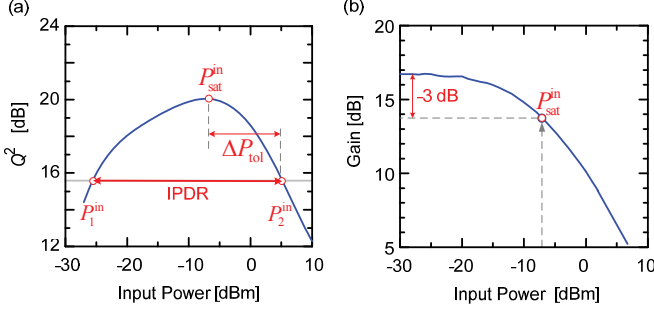 (a)
(b)
24
20
16
12
Q² [dB]
P_sat^in
ΔP_tol
IPDR
P_1^in
P_2^in
−30 −20 −10 0 10
Input Power [dBm]
20
15
10
5
Gain [dB]
−3 dB
P_sat^in
−30 −20 −10 0 10
Input Power [dBm]